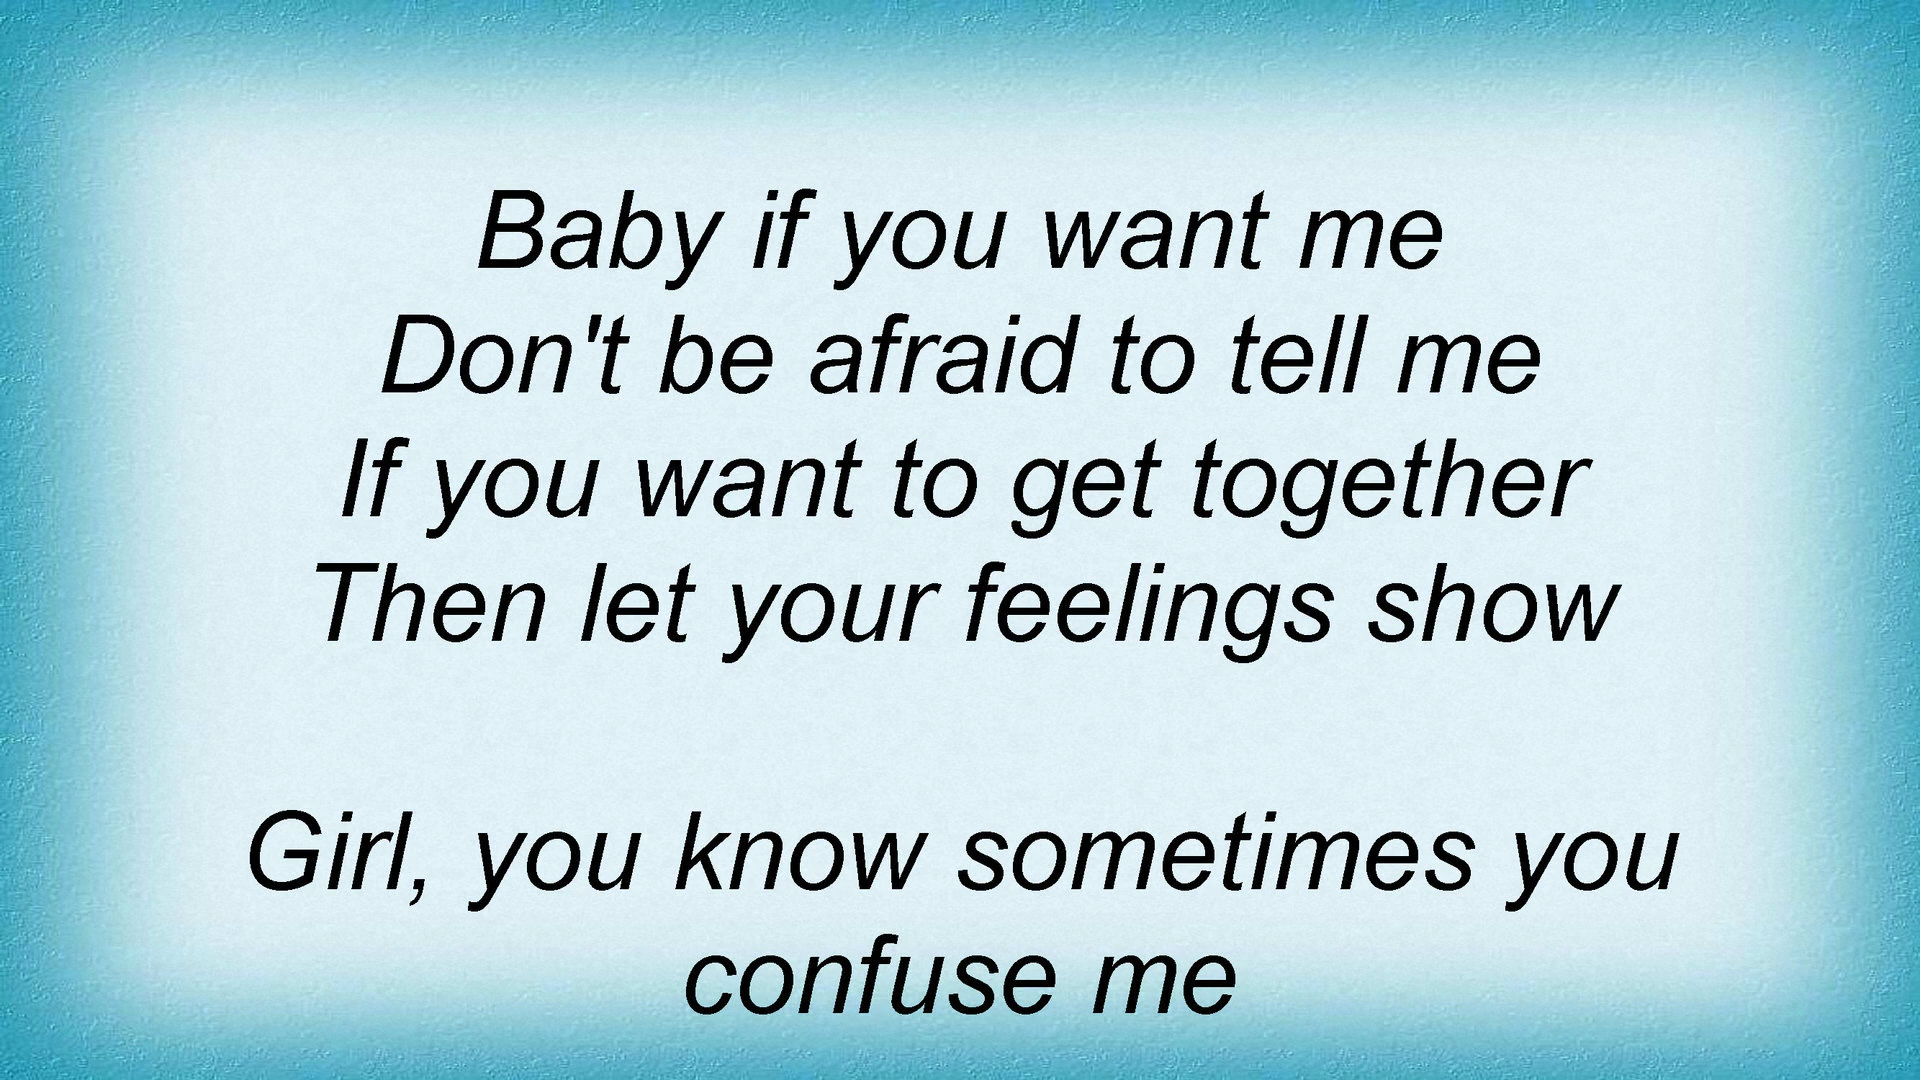 Baby if you want me
Don't be afraid to tell me
If you want to get together
Then let your feelings show
Girl, you know sometimes you
confuse me